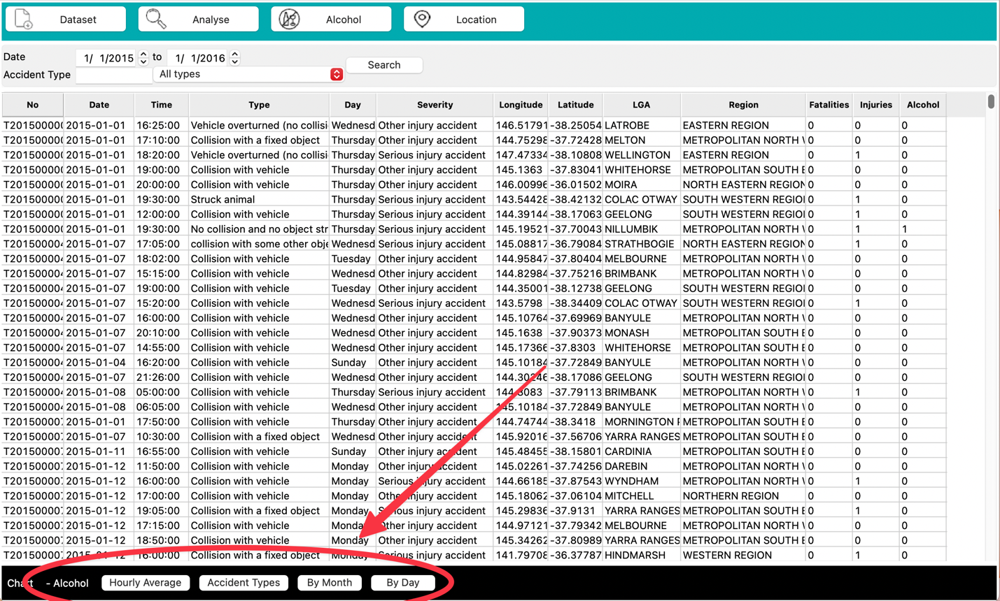 Dataset Analyse Alcohol Location
Date 1/ 1/2015 to 1/ 1/2016
Search
Accident Type All types
No Date Time Type Day Severity Longitude Latitude LGA Region Fatalities Injuries Alcohol
T20150000 2015-01-01 16:25:00 Vehicle overturned (no collisi Wednesd Other injury accident 146.51791 -38.25054 LATROBE EASTERN REGION 0 0 0
T20150000 2015-01-01 17:10:00 Collision with a fixed object Thursday Other injury accident 144.75298 -37.72428 MELTON METROPOLITAN NORTH 0 0 0
T20150000 2015-01-01 18:20:00 Vehicle overturned (no collisi Thursday Serious injury accident 147.47334 -38.10808 WELLINGTON EASTERN REGION 0 1 0
T20150000 2015-01-01 19:00:00 Collision with vehicle Thursday Other injury accident 145.1363 -37.83041 WHITEHORSE METROPOLITAN SOUTH E 0 0 0
T20150000 2015-01-01 20:00:00 Collision with vehicle Thursday Other injury accident 146.00996 -36.01502 MOIRA NORTH EASTERN REGION 0 0 0
T20150000 2015-01-01 19:30:00 Struck animal Thursday Serious injury accident 143.54428 -38.42132 COLAC OTWAY SOUTH WESTERN REGIO 0 1 0
T20150000 2015-01-01 12:00:00 Collision with vehicle Thursday Serious injury accident 144.39144 -38.17063 GEELONG SOUTH WESTERN REGIO 0 1 0
T20150000 2015-01-01 19:30:00 No collision and no object str Thursday Serious injury accident 145.19521 -37.70043 NILLUMBIK METROPOLITAN NORTH 0 1 1
T201500004 2015-01-07 17:05:00 collision with some other obje Wednesd Serious injury accident 145.08817 -36.79084 STRATHBOGIE NORTH EASTERN REGION 0 1 0
T201500004 2015-01-07 18:02:00 Collision with vehicle Tuesday Other injury accident 144.95847 -37.80404 MELBOURNE METROPOLITAN NORTH 0 0 0
T201500004 2015-01-07 15:15:00 Collision with vehicle Wednesd Other injury accident 144.82984 -37.75216 BRIMBANK METROPOLITAN NORTH 0 0 0
T201500004 2015-01-07 19:00:00 Collision with vehicle Tuesday Other injury accident 144.35001 -38.12738 GEELONG SOUTH WESTERN REGIO 0 0 0
T201500004 2015-01-07 15:20:00 Collision with vehicle Wednesd Serious injury accident 143.5798 -38.34409 COLAC OTWAY SOUTH WESTERN REGIO 0 1 0
T201500004 2015-01-07 16:00:00 Collision with vehicle Wednesd Other injury accident 145.10764 -37.69969 BANYULE METROPOLITAN NORTH 0 0 0
T201500004 2015-01-07 20:10:00 Collision with vehicle Wednesd Other injury accident 145.1638 -37.90373 MONASH METROPOLITAN SOUTH E 0 0 0
T201500004 2015-01-07 14:55:00 Collision with vehicle Wednesd Other injury accident 145.17366 -37.8303 WHITEHORSE METROPOLITAN SOUTH E 0 0 0
T201500004 2015-01-04 16:20:00 Collision with vehicle Sunday Other injury accident 145.10184 -37.72849 BANYULE METROPOLITAN NORTH 0 0 0
T201500004 2015-01-07 21:26:00 Collision with vehicle Wednesd Other injury accident 144.30246 -38.17086 GEELONG SOUTH WESTERN REGIO 0 0 0
T201500004 2015-01-08 05:00:00 Collision with vehicle Thursday Serious injury accident 144.8083 -37.79113 BRIMBANK METROPOLITAN NORTH 0 1 0
T201500004 2015-01-08 06:05:00 Collision with vehicle Wednesd Other injury accident 145.10184 -37.72849 BANYULE METROPOLITAN NORTH 0 0 0
T201500007 2015-01-01 17:50:00 Collision with vehicle Thursday Other injury accident 144.74744 -38.3418 MORNINGTON METROPOLITAN SOUTH E 0 0 0
T201500007 2015-01-07 10:30:00 Collision with a fixed object Wednesd Other injury accident 145.92016 -37.56706 YARRA RANGES METROPOLITAN SOUTH E 0 0 0
T201500007 2015-01-11 16:55:00 Collision with vehicle Sunday Other injury accident 145.48455 -38.15801 CARDINIA METROPOLITAN SOUTH E 0 0 0
T201500007 2015-01-12 11:50:00 Collision with vehicle Monday Other injury accident 145.02261 -37.74256 DAREBIN METROPOLITAN NORTH 0 0 0
T201500007 2015-01-12 16:00:00 Collision with vehicle Monday Serious injury accident 144.66185 -37.87543 WYNDHAM METROPOLITAN SOUTH E 0 1 0
T201500007 2015-01-12 17:00:00 Collision with vehicle Monday Other injury accident 145.18062 -37.06104 MITCHELL NORTHERN REGION 0 0 0
T201500007 2015-01-12 19:05:00 Collision with a fixed object Monday Serious injury accident 145.29836 -37.9131 YARRA RANGES METROPOLITAN SOUTH E 0 1 0
T201500007 2015-01-12 17:15:00 Collision with vehicle Monday Other injury accident 144.97121 -37.79342 MELBOURNE METROPOLITAN NORTH 0 0 0
T201500007 2015-01-12 18:50:00 Collision with vehicle Monday Other injury accident 145.34262 -37.80989 YARRA RANGES METROPOLITAN SOUTH E 0 0 0
T201500007 2015-01-12 16:00:00 Collision with a fixed object Monday Serious injury accident 141.79708 -36.37787 HINDMARSH WESTERN REGION 0 1 0
Chart - Alcohol Hourly Average Accident Types By Month By Day